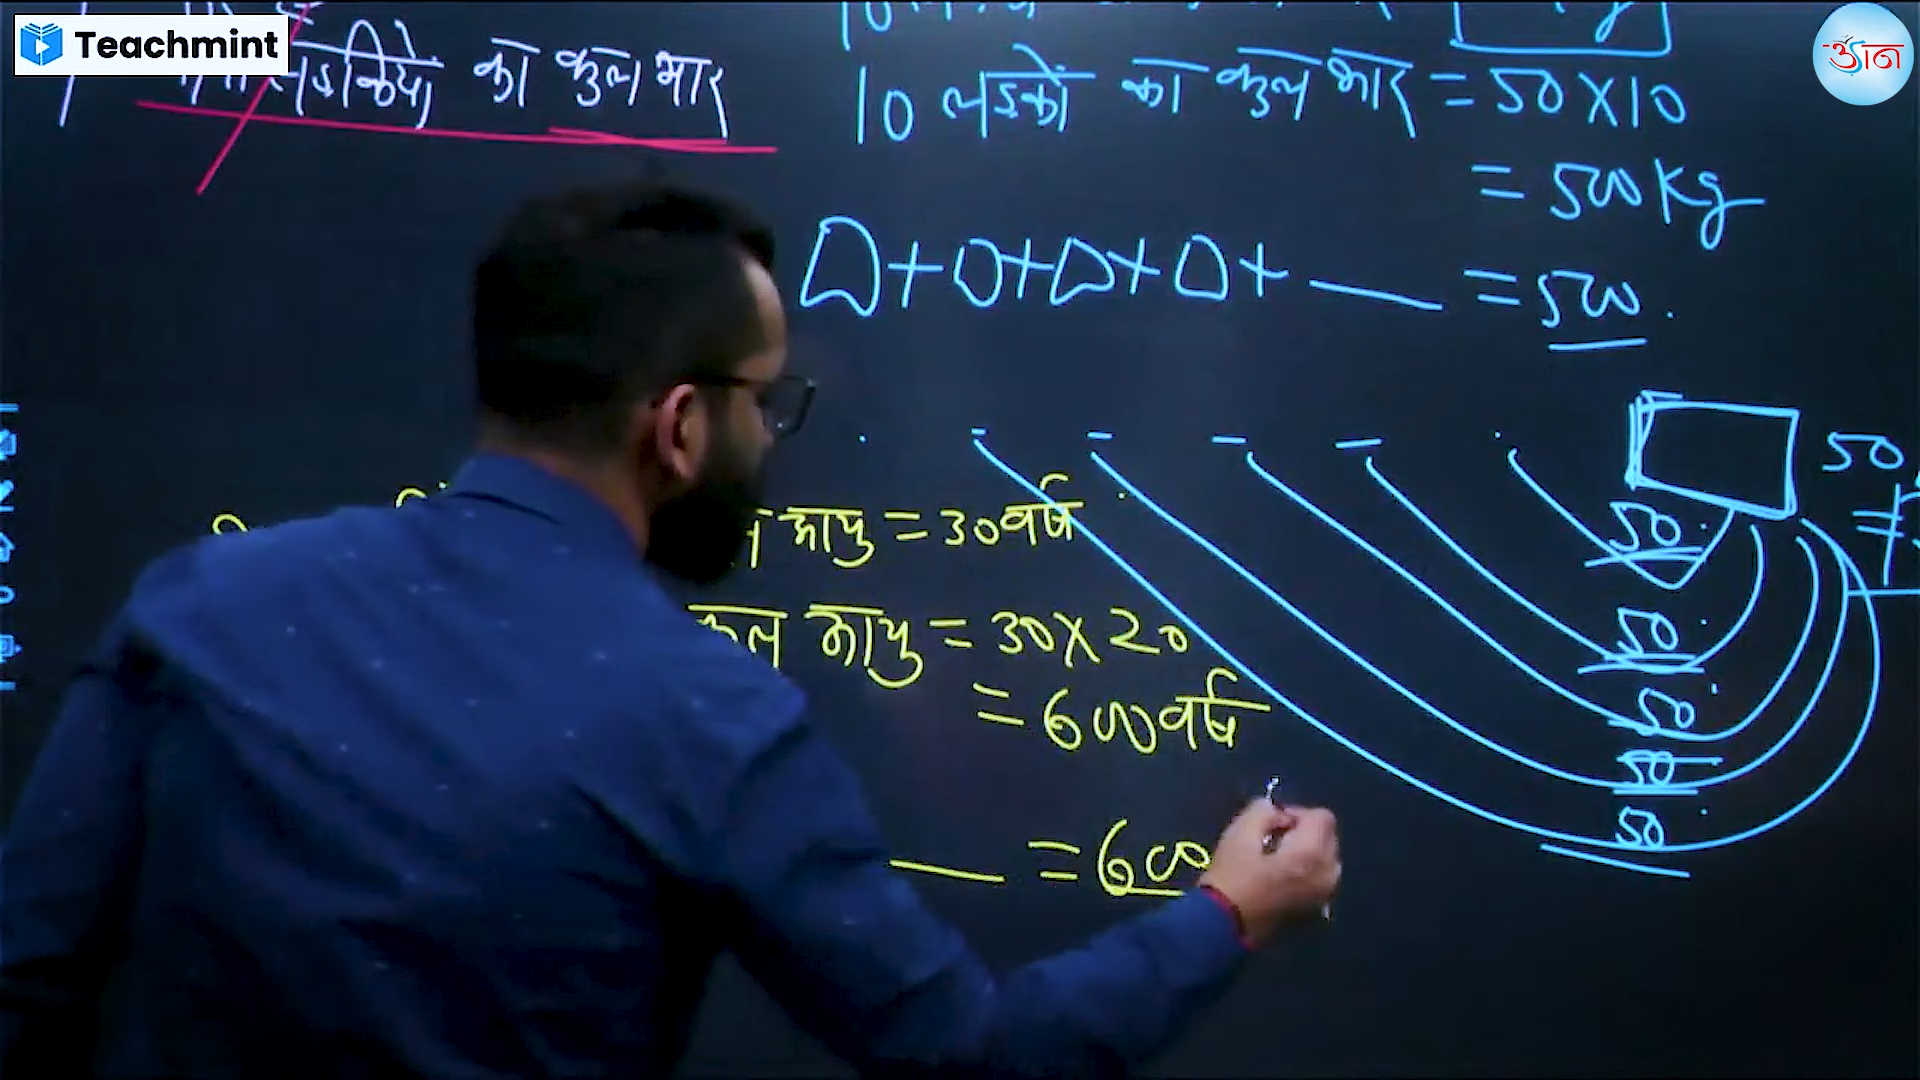 Teachmint
ज्ञान
लड़कियो का कुल भार
10 लडकों का कुल भार = 50 X 10
= 500 Kg
+ + + + = 500.
50
आयु = 30 वर्ष
50.
कुल आयु = 30 X 20
50.
= 600 वर्ष
50
50
= 600
50